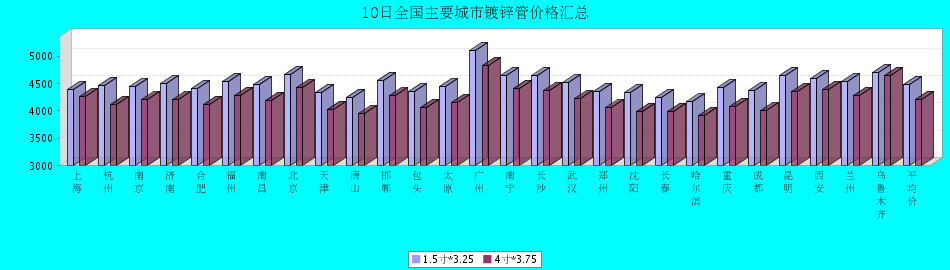 10日全国主要城市镀锌管价格汇总
5000
4500
4000
3500
3000
上海 杭州 南京 济南 合肥 福州 南昌 北京 天津 唐山 邯郸 包头 太原 广州 南宁 长沙 武汉 郑州 沈阳 长春 哈尔滨 重庆 成都 昆明 西安 兰州 乌鲁木齐 平均价
1.5寸*3.25 4寸*3.75